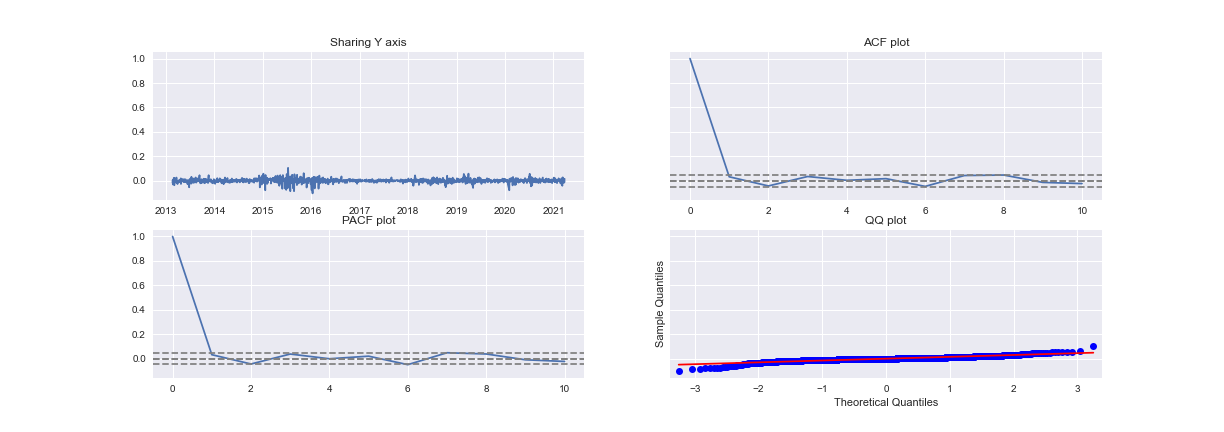 Sharing Y axis
1.0
0.8
0.6
0.4
0.2
0.0
2013 2014 2015 2016 2017 2018 2019 2020 2021
ACF plot
0 2 4 6 8 10
PACF plot
1.0
0.8
0.6
0.4
0.2
0.0
0 2 4 6 8 10
QQ plot
Sample Quantiles
−3 −2 −1 0 1 2 3
Theoretical Quantiles